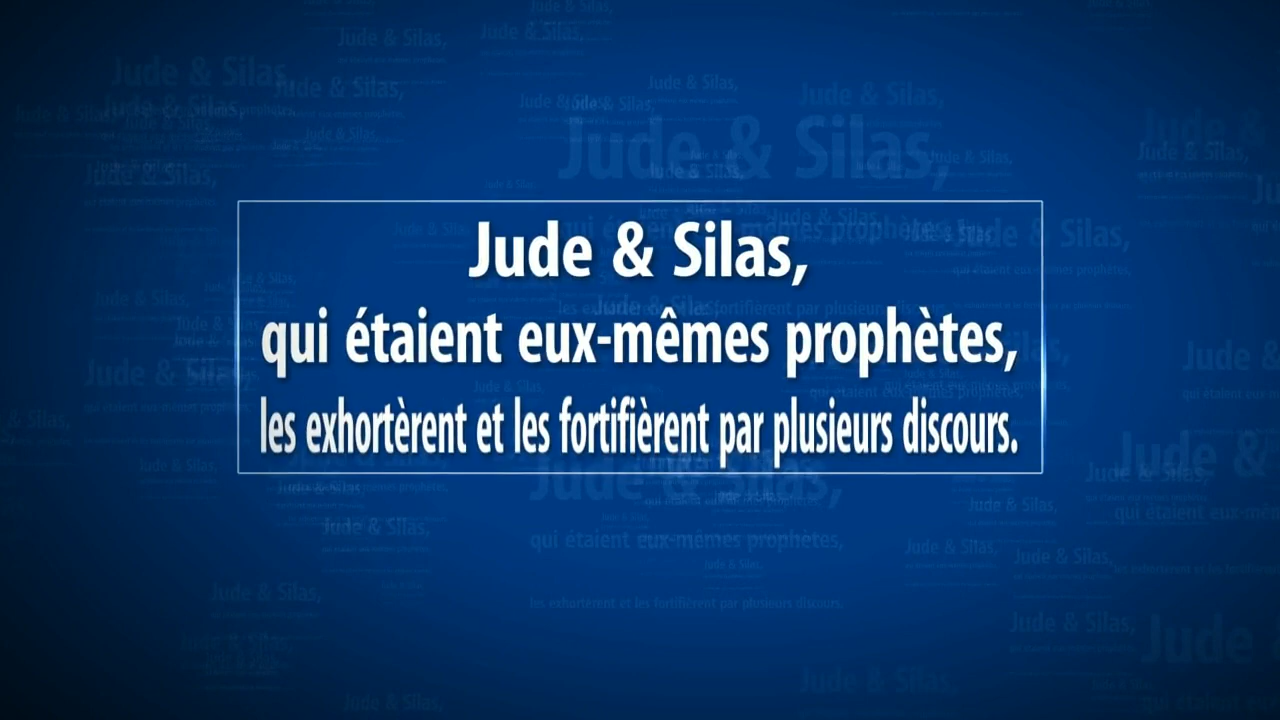 Jude & Silas,
qui étaient eux-mêmes prophètes,
les exhortèrent et les fortifièrent par plusieurs discours.